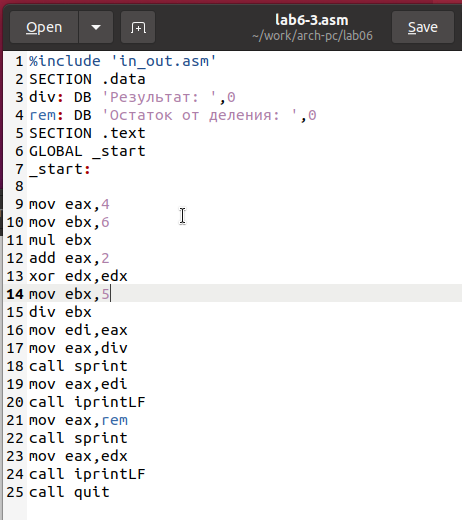 Open
lab6-3.asm
~/work/arch-pc/lab06
Save
1 %include 'in_out.asm'
2 SECTION .data
3 div: DB 'Результат: ',0
4 rem: DB 'Остаток от деления: ',0
5 SECTION .text
6 GLOBAL _start
7 _start:
8
9 mov eax,4
10 mov ebx,6
11 mul ebx
12 add eax,2
13 xor edx,edx
14 mov ebx,5
15 div ebx
16 mov edi,eax
17 mov eax,div
18 call sprint
19 mov eax,edi
20 call iprintLF
21 mov eax,rem
22 call sprint
23 mov eax,edx
24 call iprintLF
25 call quit